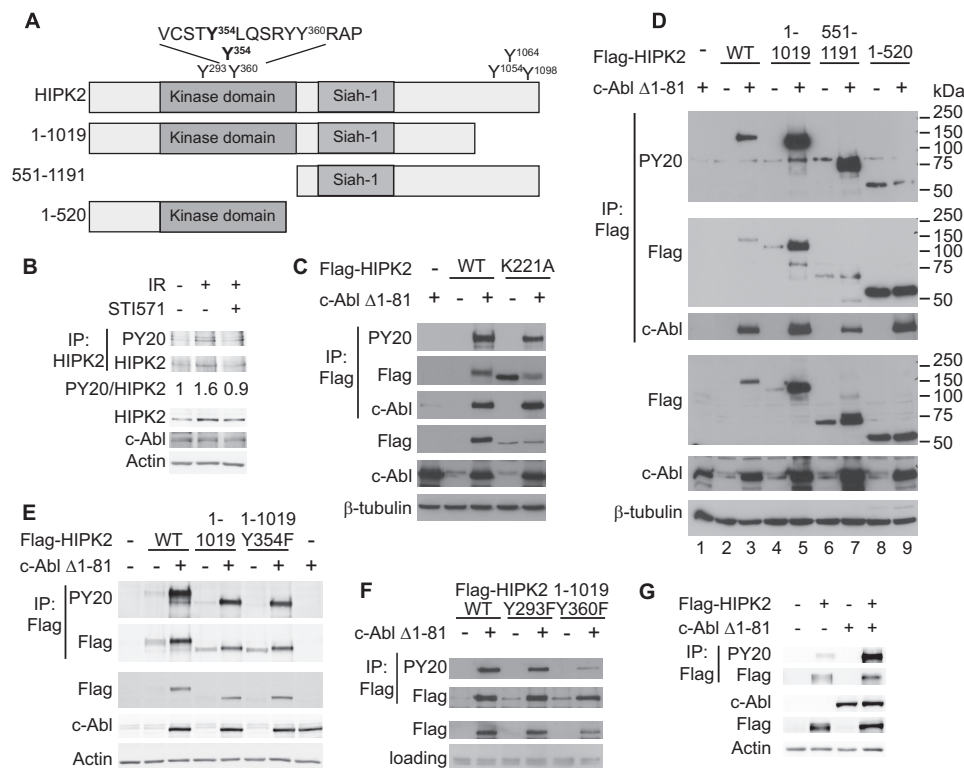 A
VCSTY³⁵⁴LQSRYY³⁶⁰RAP
Y³⁵⁴
Y²⁹³Y³⁶⁰
Y¹⁰⁶⁴
Y¹⁰⁵⁴Y¹⁰⁹⁸
HIPK2 Kinase domain Siah-1
1-1019 Kinase domain Siah-1
551-1191 Siah-1
1-520 Kinase domain
B
IR - + +
STI571 - - +
IP: HIPK2
PY20
HIPK2
PY20/HIPK2 1 1.6 0.9
HIPK2
c-Abl
Actin
C
Flag-HIPK2 - WT K221A
c-Abl Δ1-81 + - + - +
IP: Flag
PY20
Flag
c-Abl
Flag
c-Abl
β-tubulin
D
Flag-HIPK2 - WT 1-1019 551-1191 1-520
c-Abl Δ1-81 + - + - + - + - +
kDa
IP: Flag
PY20
250
150
100
75
50
Flag
250
150
100
75
50
c-Abl
Flag
250
150
100
75
50
c-Abl
β-tubulin
1 2 3 4 5 6 7 8 9
E
Flag-HIPK2 - WT 1-1019 1-1019 Y354F -
c-Abl Δ1-81 - - + - + - + +
IP: Flag
PY20
Flag
Flag
c-Abl
Actin
F
Flag-HIPK2 1-1019
WT Y293F Y360F
c-Abl Δ1-81 - + - + - +
IP: Flag
PY20
Flag
Flag
loading
G
Flag-HIPK2 - + - +
c-Abl Δ1-81 - - + +
IP: Flag
PY20
Flag
c-Abl
Flag
Actin